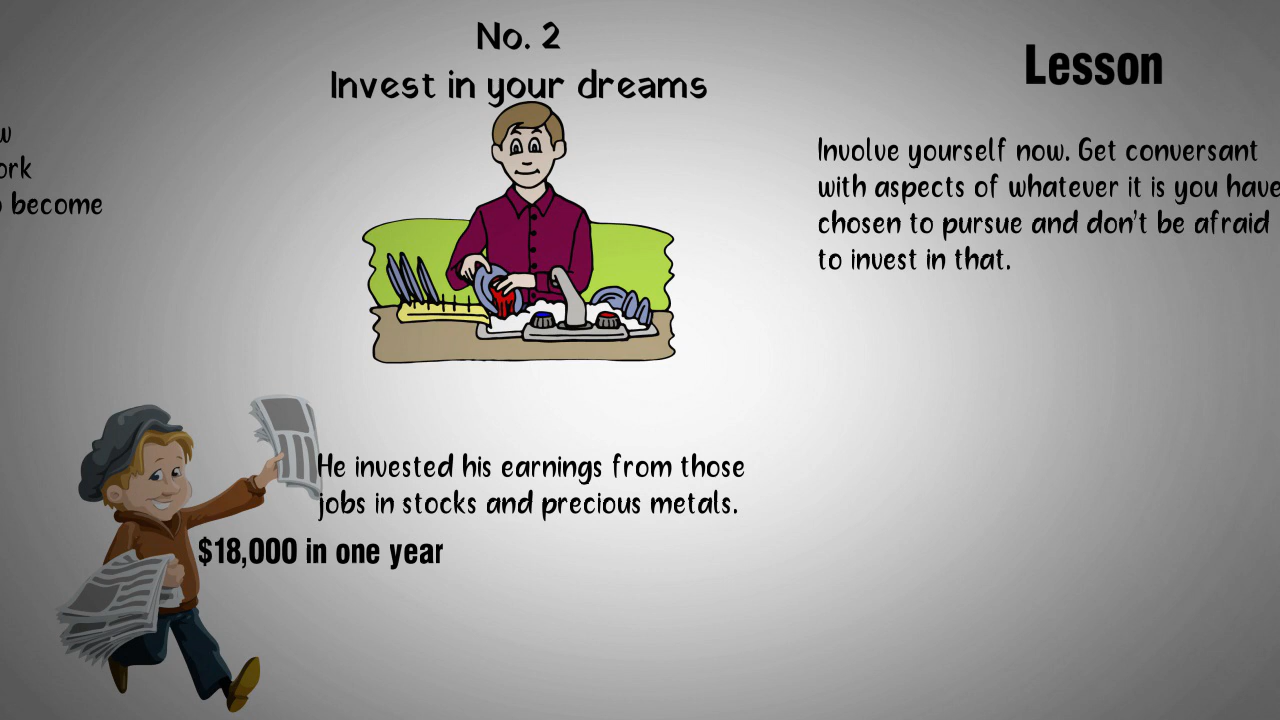 become
No. 2
Invest in your dreams
He invested his earnings from those
jobs in stocks and precious metals.
$18,000 in one year
Lesson
Involve yourself now. Get conversant
with aspects of whatever it is you have
chosen to pursue and don't be afraid
to invest in that.